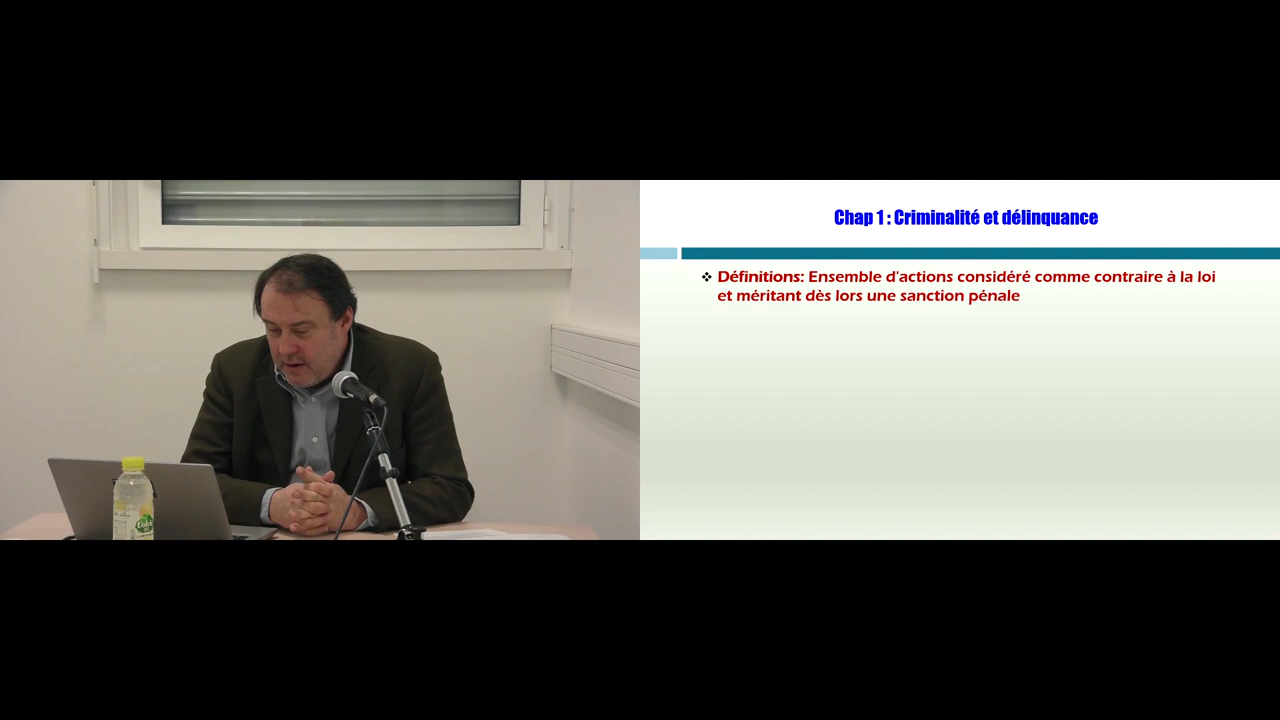 Chap 1 : Criminalité et délinquance
❖ Définitions: Ensemble d'actions considéré comme contraire à la loi
et méritant dès lors une sanction pénale